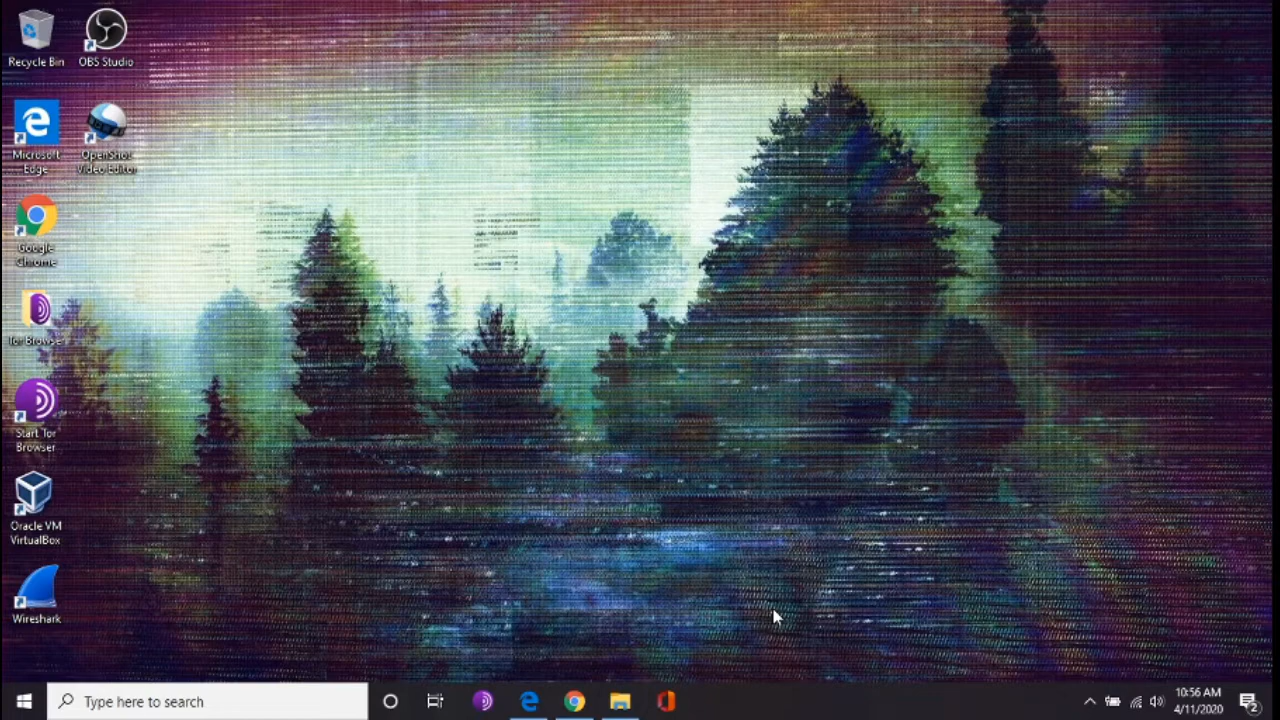 Recycle Bin
OBS Studio
Microsoft
Edge
OpenShot
Video Editor
Google
Chrome
Tor Browser
Start Tor
Browser
Oracle VM
VirtualBox
Wireshark
Type here to search
10:56 AM
4/11/2020
2